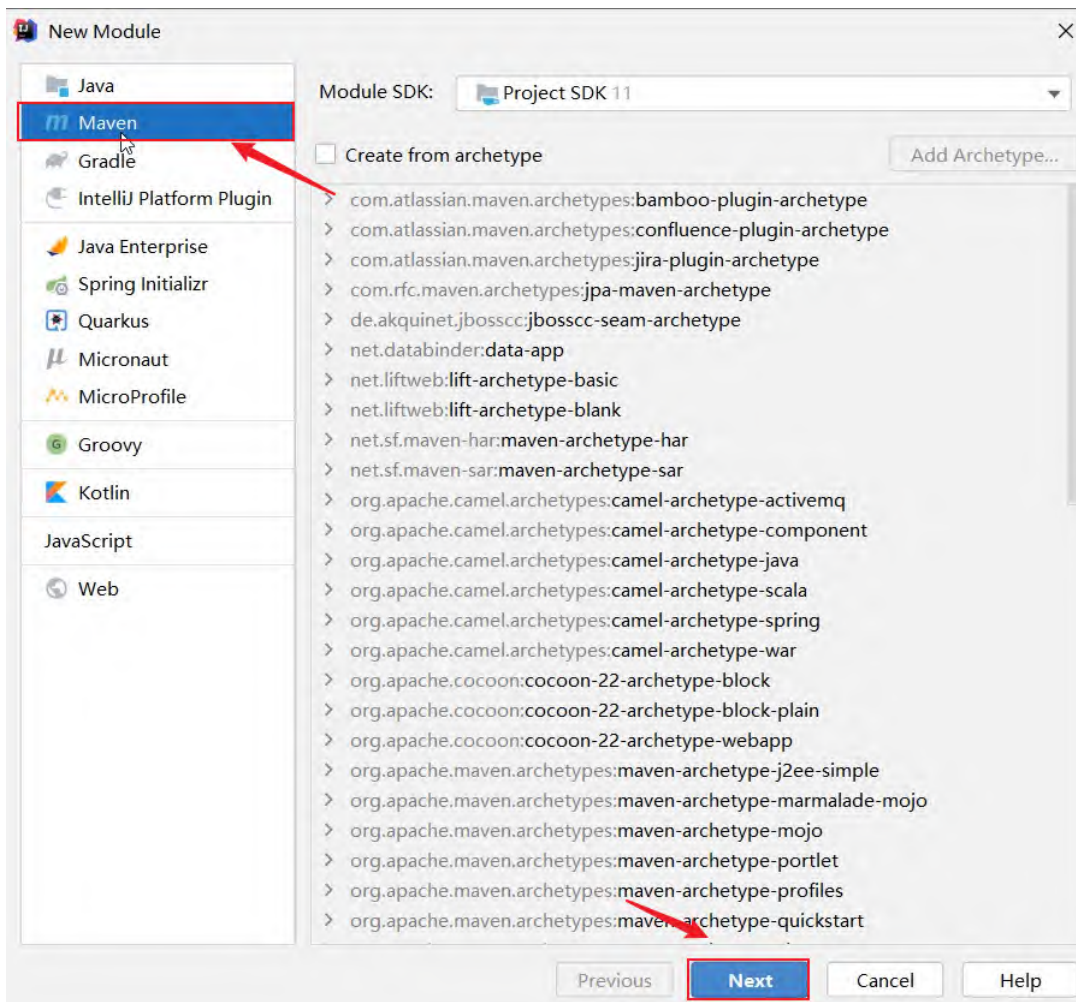 New Module
Java
Maven
Gradle
IntelliJ Platform Plugin
Java Enterprise
Spring Initializr
Quarkus
Micronaut
MicroProfile
Groovy
Kotlin
JavaScript
Web
Module SDK: Project SDK 11
Create from archetype Add Archetype...
com.atlassian.maven.archetypes:bamboo-plugin-archetype
com.atlassian.maven.archetypes:confluence-plugin-archetype
com.atlassian.maven.archetypes:jira-plugin-archetype
com.rfc.maven.archetypes:jpa-maven-archetype
de.akquinet.jbosscc:jbosscc-seam-archetype
net.databinder:data-app
net.liftweb:lift-archetype-basic
net.liftweb:lift-archetype-blank
net.sf.maven-har:maven-archetype-har
net.sf.maven-sar:maven-archetype-sar
org.apache.camel.archetypes:camel-archetype-activemq
org.apache.camel.archetypes:camel-archetype-component
org.apache.camel.archetypes:camel-archetype-java
org.apache.camel.archetypes:camel-archetype-scala
org.apache.camel.archetypes:camel-archetype-spring
org.apache.camel.archetypes:camel-archetype-war
org.apache.cocoon:cocoon-22-archetype-block
org.apache.cocoon:cocoon-22-archetype-block-plain
org.apache.cocoon:cocoon-22-archetype-webapp
org.apache.maven.archetypes:maven-archetype-j2ee-simple
org.apache.maven.archetypes:maven-archetype-marmalade-mojo
org.apache.maven.archetypes:maven-archetype-mojo
org.apache.maven.archetypes:maven-archetype-portlet
org.apache.maven.archetypes:maven-archetype-profiles
org.apache.maven.archetypes:maven-archetype-quickstart
Previous Next Cancel Help